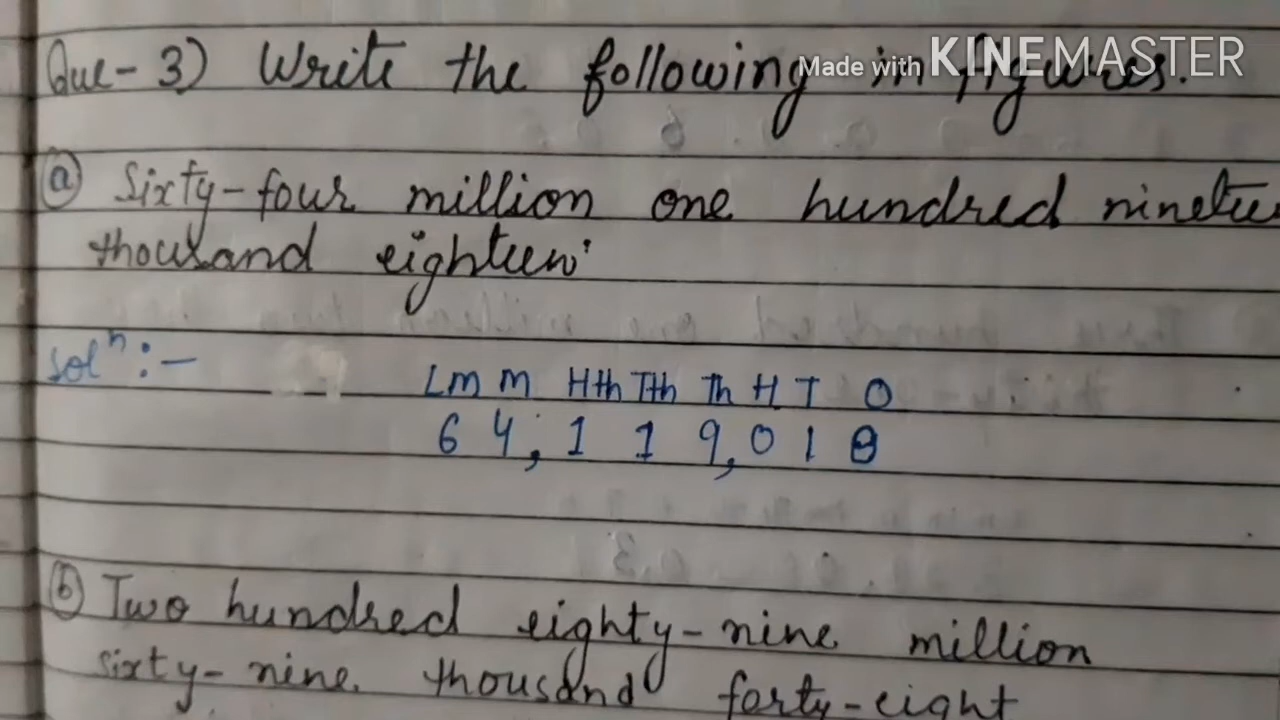 Que-3) Write the following in figures.
Made with KINEMASTER
ⓐ Sixty-four million one hundred ninetee
thousand eighteen.
Solⁿ:-
LM M Hth Tth Th H T O
6 4, 1 1 9, 0 1 8
ⓑ Two hundred eighty-nine million
sixty-nine thousand forty-eight